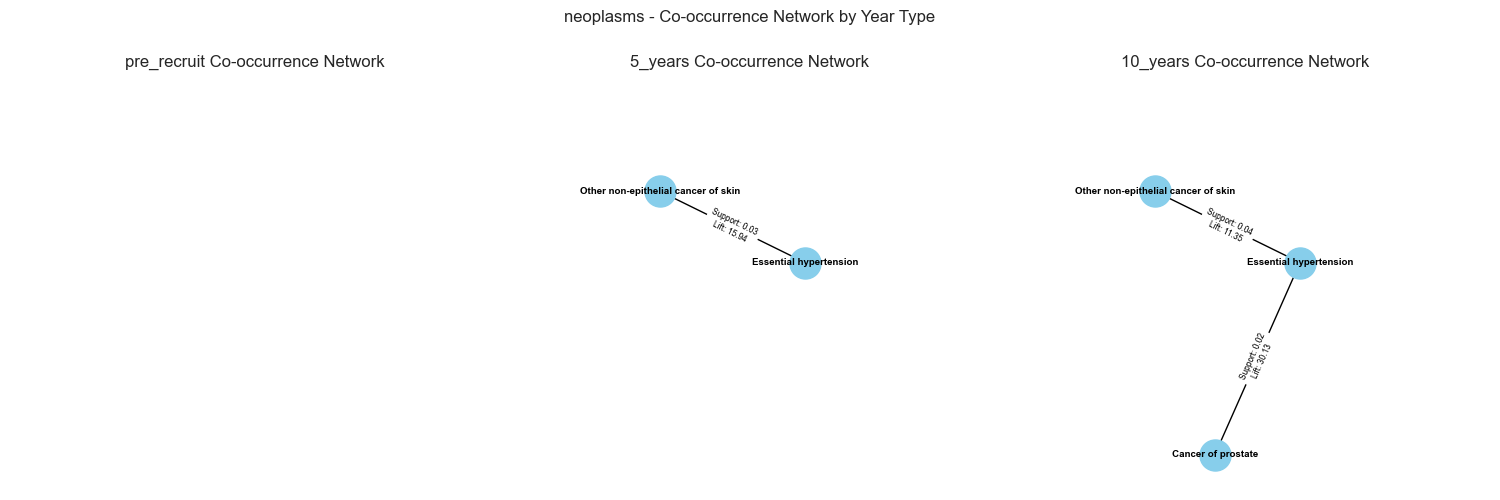 neoplasms - Co-occurrence Network by Year Type
pre_recruit Co-occurrence Network
5_years Co-occurrence Network
10_years Co-occurrence Network
Other non-epithelial cancer of skin
Support: 0.03
Lift: 15.94
Essential hypertension
Other non-epithelial cancer of skin
Support: 0.04
Lift: 11.35
Essential hypertension
Support: 0.02
Lift: 30.13
Cancer of prostate